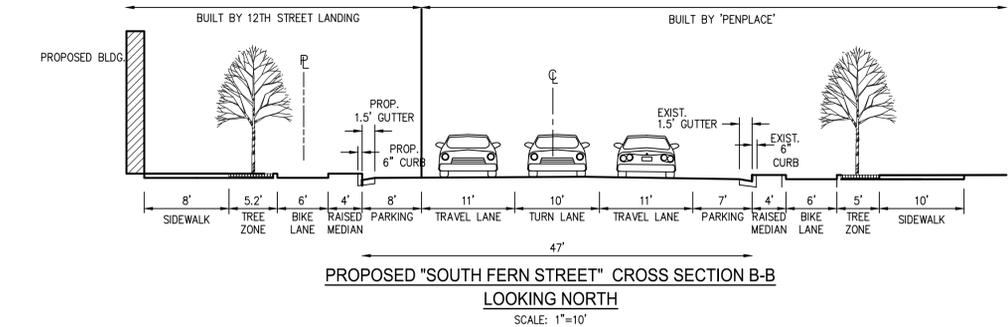 BUILT BY 12TH STREET LANDING
BUILT BY 'PENPLACE'
PROPOSED BLDG.
PL
PROP.
1.5' GUTTER
PROP.
6" CURB
CL
EXIST.
1.5' GUTTER
EXIST.
6"
CURB
8' 5.2' 6' 4' 8' 11' 10' 11' 7' 4' 6' 5' 10'
SIDEWALK TREE BIKE RAISED PARKING TRAVEL LANE TURN LANE TRAVEL LANE PARKING RAISED BIKE TREE SIDEWALK
ZONE LANE MEDIAN MEDIAN LANE ZONE
47'
PROPOSED "SOUTH FERN STREET" CROSS SECTION B-B
LOOKING NORTH
SCALE: 1"=10'